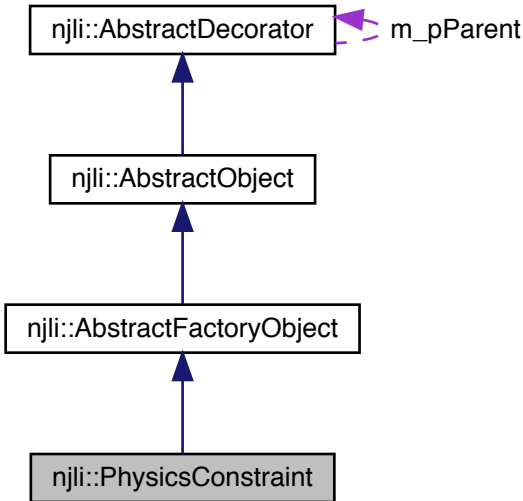 njli::AbstractDecorator
m_pParent
njli::AbstractObject
njli::AbstractFactoryObject
njli::PhysicsConstraint